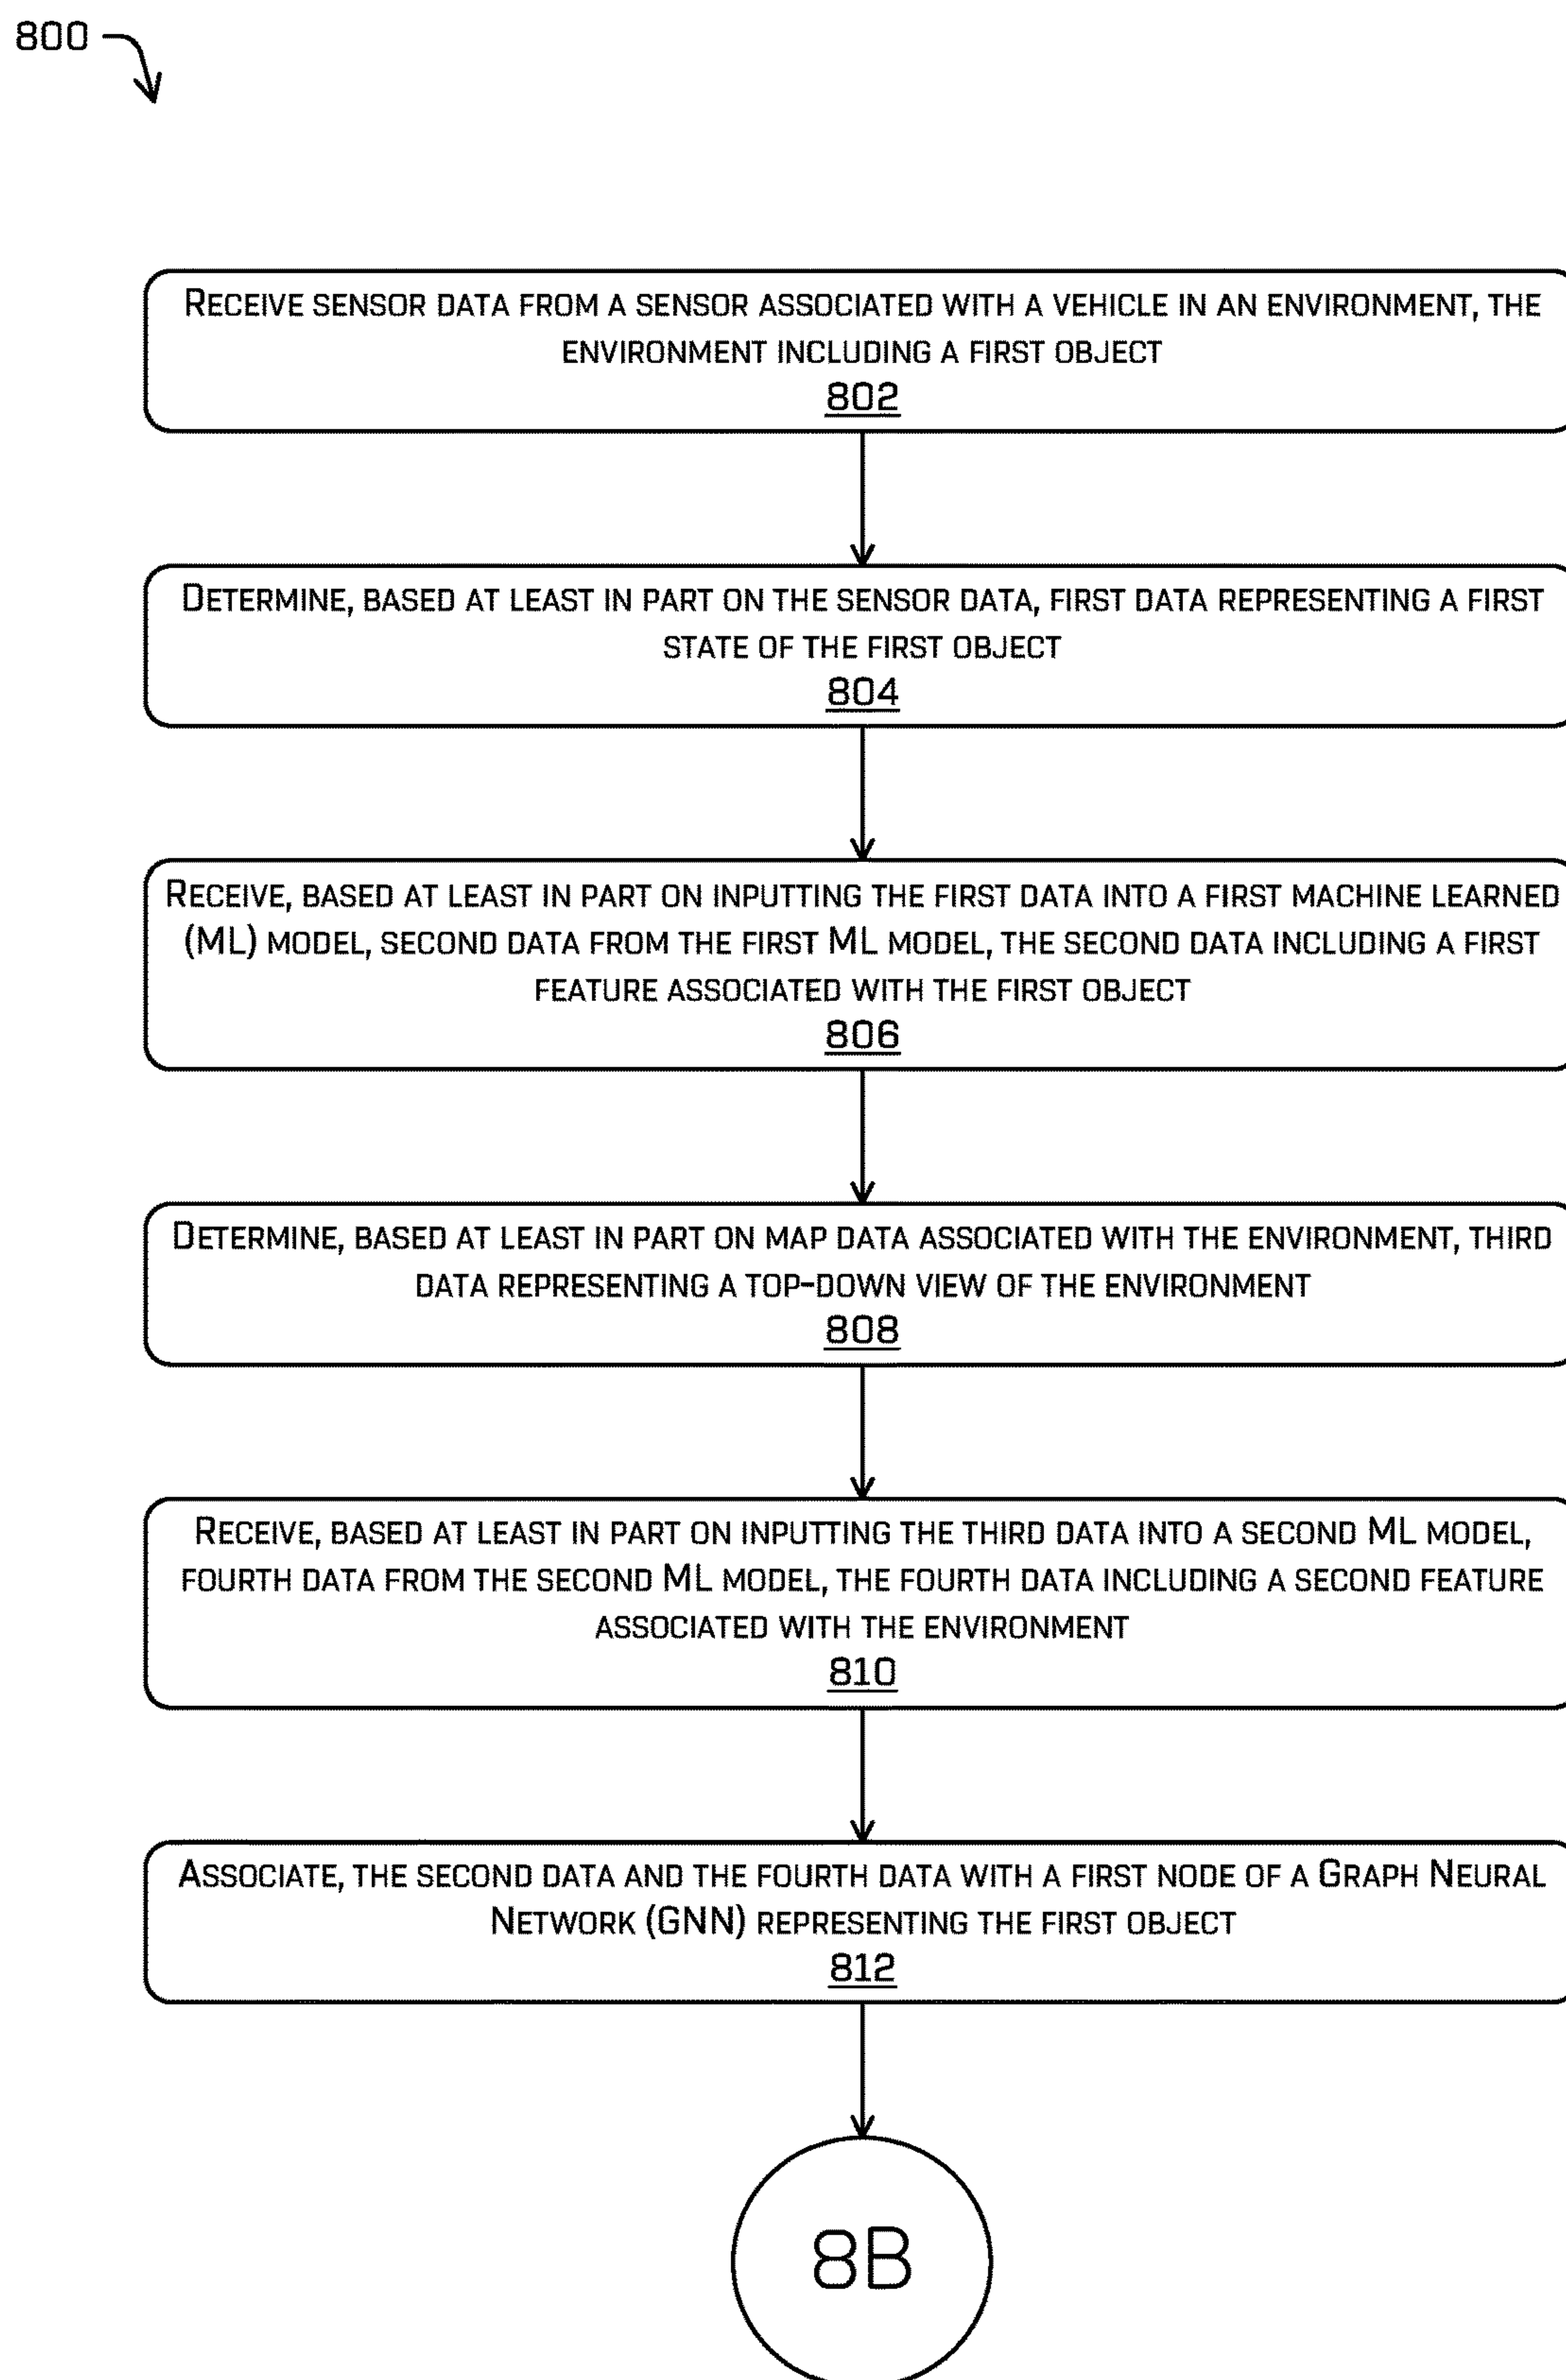 800
RECEIVE SENSOR DATA FROM A SENSOR ASSOCIATED WITH A VEHICLE IN AN ENVIRONMENT, THE
ENVIRONMENT INCLUDING A FIRST OBJECT
802
DETERMINE, BASED AT LEAST IN PART ON THE SENSOR DATA, FIRST DATA REPRESENTING A FIRST
STATE OF THE FIRST OBJECT
804
RECEIVE, BASED AT LEAST IN PART ON INPUTTING THE FIRST DATA INTO A FIRST MACHINE LEARNED
(ML) MODEL, SECOND DATA FROM THE FIRST ML MODEL, THE SECOND DATA INCLUDING A FIRST
FEATURE ASSOCIATED WITH THE FIRST OBJECT
806
DETERMINE, BASED AT LEAST IN PART ON MAP DATA ASSOCIATED WITH THE ENVIRONMENT, THIRD
DATA REPRESENTING A TOP-DOWN VIEW OF THE ENVIRONMENT
808
RECEIVE, BASED AT LEAST IN PART ON INPUTTING THE THIRD DATA INTO A SECOND ML MODEL,
FOURTH DATA FROM THE SECOND ML MODEL, THE FOURTH DATA INCLUDING A SECOND FEATURE
ASSOCIATED WITH THE ENVIRONMENT
810
ASSOCIATE, THE SECOND DATA AND THE FOURTH DATA WITH A FIRST NODE OF A GRAPH NEURAL
NETWORK (GNN) REPRESENTING THE FIRST OBJECT
812
8B